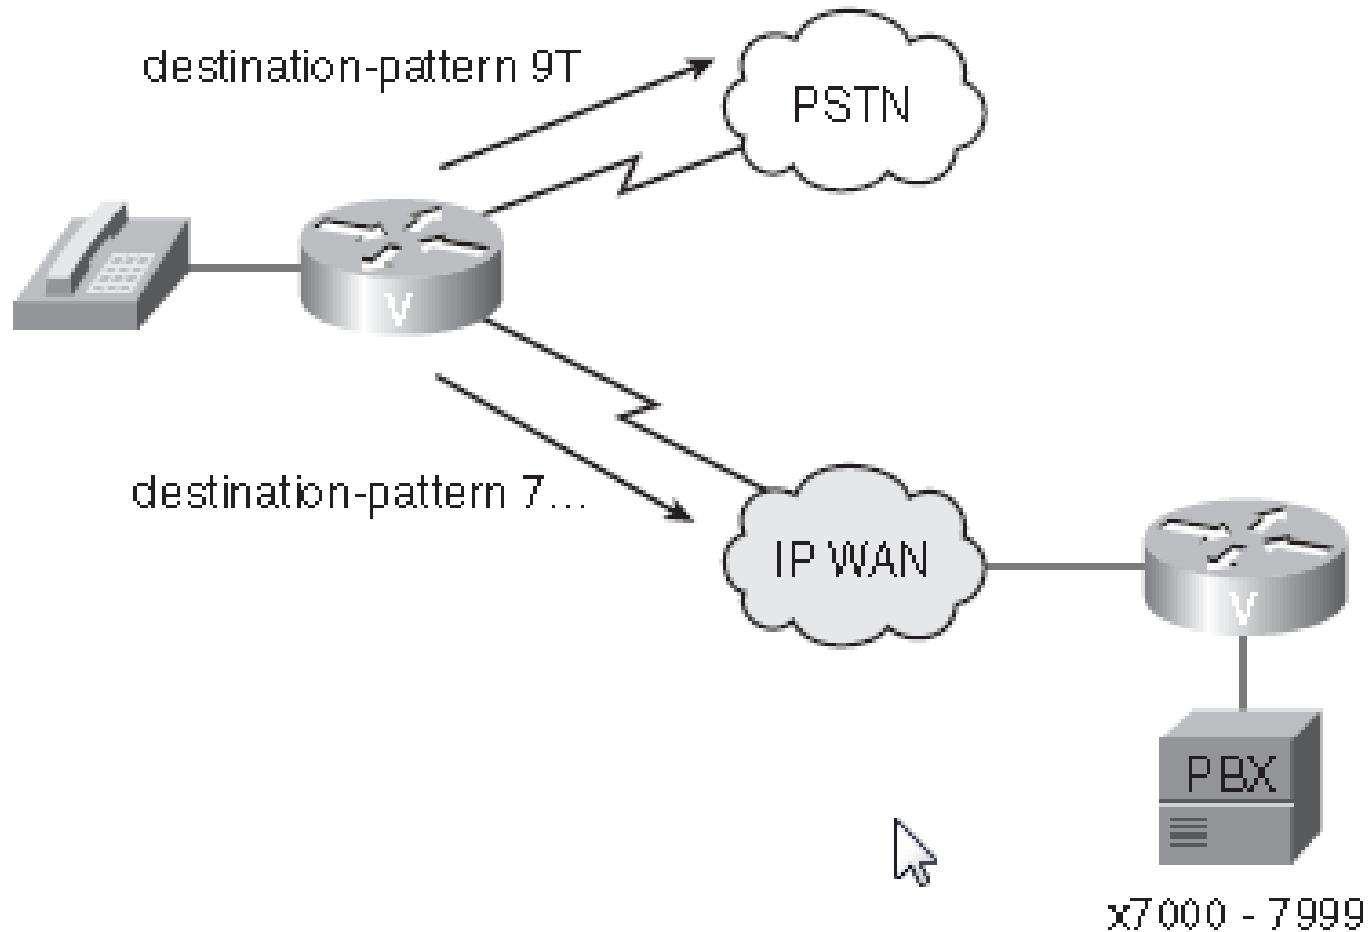 destination-pattern 9T
PSTN
V
destination-pattern 7...
IP WAN
V
PBX
x7000 - 7999